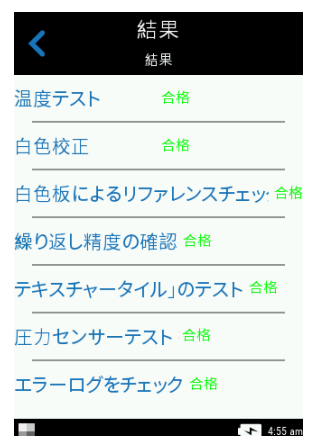 結果
結果
温度テスト 合格
白色校正 合格
白色板によるリファレンスチェッ 合格
繰り返し精度の確認 合格
テキスチャータイル」のテスト 合格
圧力センサーテスト 合格
エラーログをチェック 合格
4:55 am